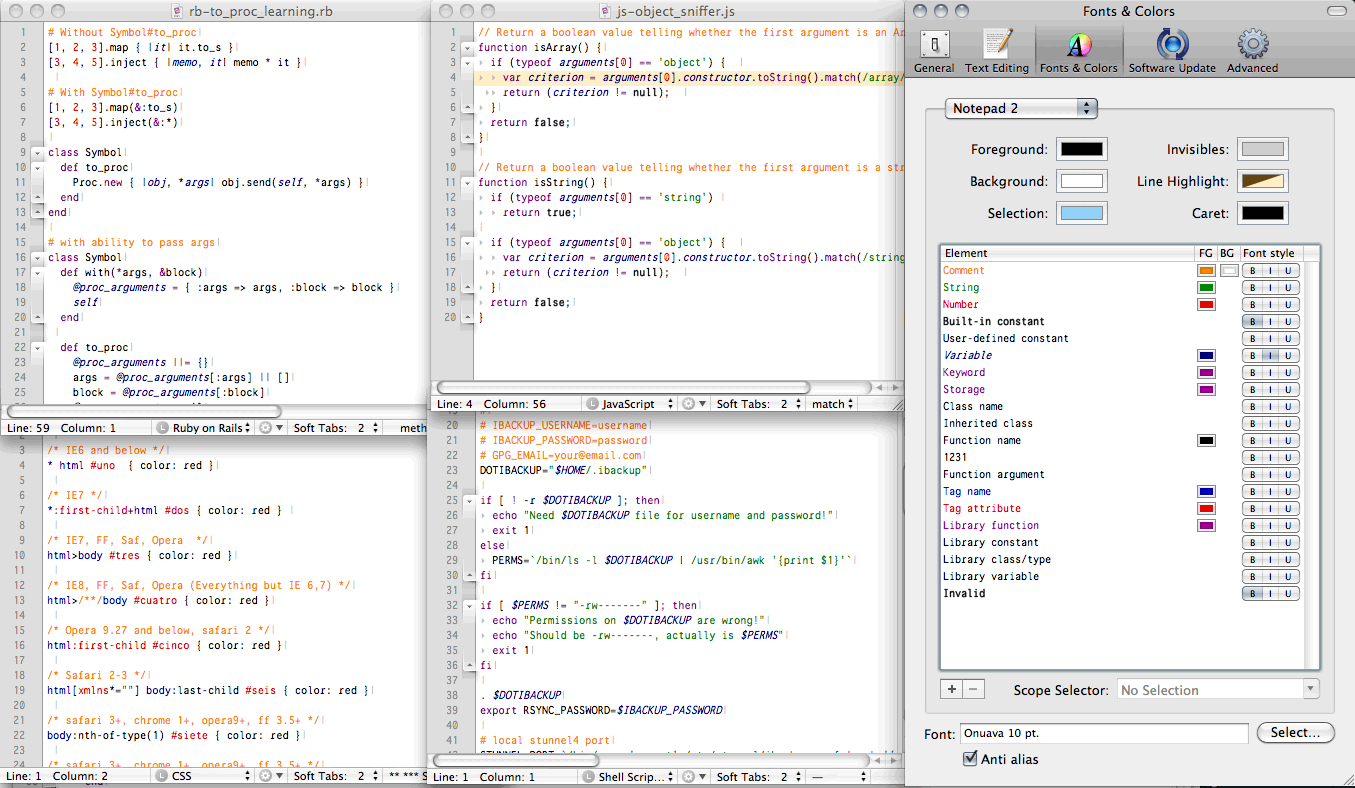 rb-to_proc_learning.rb
1 # Without Symbol#to_proc
2 [1, 2, 3].map { |it| it.to_s }
3 [3, 4, 5].inject { |memo, it| memo * it }
4
5 # With Symbol#to_proc
6 [1, 2, 3].map(&:to_s)
7 [3, 4, 5].inject(&:*)
8
9 class Symbol
10 def to_proc
11 Proc.new { |obj, *args| obj.send(self, *args) }
12 end
13 end
14
15 # with ability to pass args
16 class Symbol
17 def with(*args, &block)
18 @proc_arguments = { :args => args, :block => block }
19 self
20 end
21
22 def to_proc
23 @proc_arguments ||= {}
24 args = @proc_arguments[:args] || []
25 block = @proc_arguments[:block]
Line: 59 Column: 1 Ruby on Rails Soft Tabs: 2 meth
3 /* IE6 and below */
4 * html #uno { color: red }
5
6 /* IE7 */
7 *:first-child+html #dos { color: red }
8
9 /* IE7, FF, Saf, Opera */
10 html>body #tres { color: red }
11
12 /* IE8, FF, Saf, Opera (Everything but IE 6,7) */
13 html>/**/body #cuatro { color: red }
14
15 /* Opera 9.27 and below, safari 2 */
16 html:first-child #cinco { color: red }
17
18 /* Safari 2-3 */
19 html[xmlns*=""] body:last-child #seis { color: red }
20
21 /* safari 3+, chrome 1+, opera9+, ff 3.5+ */
22 body:nth-of-type(1) #siete { color: red }
23
24 /* safari 3+, chrome 1+, opera9+, ff 3.5+ */
Line: 1 Column: 2 CSS Soft Tabs: 2 ** *** S
js-object_sniffer.js
1 // Return a boolean value telling whether the first argument is an Ar
2 function isArray() {
3 if (typeof arguments[0] == 'object') {
4 var criterion = arguments[0].constructor.toString().match(/array/
5 return (criterion != null);
6 }
7 return false;
8 }
9
10 // Return a boolean value telling whether the first argument is a str
11 function isString() {
12 if (typeof arguments[0] == 'string')
13 return true;
14
15 if (typeof arguments[0] == 'object') {
16 var criterion = arguments[0].constructor.toString().match(/string
17 return (criterion != null);
18 }
19 return false;
20 }
Line: 4 Column: 56 JavaScript Soft Tabs: 2 match
20 # IBACKUP_USERNAME=username
21 # IBACKUP_PASSWORD=password
22 # GPG_EMAIL=your@email.com
23 DOTIBACKUP="$HOME/.ibackup"
24
25 if [ ! -r $DOTIBACKUP ]; then
26 echo "Need $DOTIBACKUP file for username and password!"
27 exit 1
28 else
29 PERMS=`/bin/ls -l $DOTIBACKUP | /usr/bin/awk '{print $1}'`
30 fi
31
32 if [ $PERMS != "-rw-------" ]; then
33 echo "Permissions on $DOTIBACKUP are wrong!"
34 echo "Should be -rw-------, actually is $PERMS"
35 exit 1
36 fi
37
38 . $DOTIBACKUP
39 export RSYNC_PASSWORD=$IBACKUP_PASSWORD
40
41 # local stunnel4 port
Line: 1 Column: 1 Shell Scrip... Soft Tabs: 2 —
Fonts & Colors
General Text Editing Fonts & Colors Software Update Advanced
Notepad 2
Foreground: Invisibles:
Background: Line Highlight:
Selection: Caret:
Element FG BG Font style
Comment B I U
String B I U
Number B I U
Built-in constant B I U
User-defined constant B I U
Variable B I U
Keyword B I U
Storage B I U
Class name B I U
Inherited class B I U
Function name B I U
1231 B I U
Function argument B I U
Tag name B I U
Tag attribute B I U
Library function B I U
Library constant B I U
Library class/type B I U
Library variable B I U
Invalid B I U
+ − Scope Selector: No Selection
Font: Onuava 10 pt. Select...
Anti alias